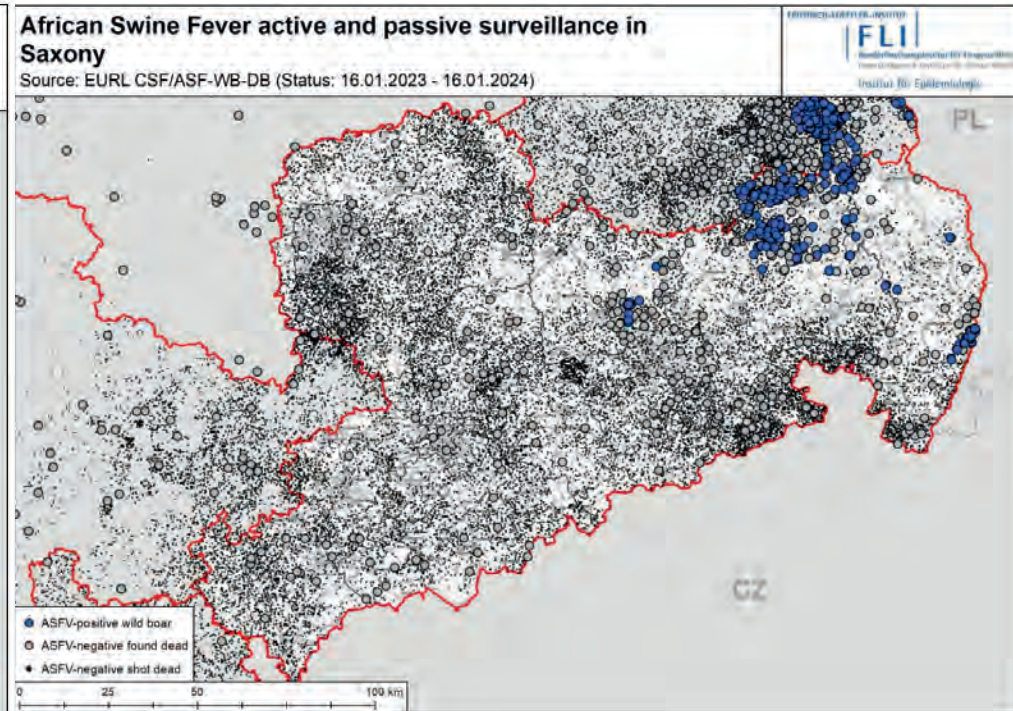 African Swine Fever active and passive surveillance in
Saxony
Source: EURL CSF/ASF-WB-DB (Status: 16.01.2023 - 16.01.2024)
FLI
Institut für Epidemiologie
PL
CZ
ASFV-positive wild boar
ASFV-negative found dead
ASFV-negative shot dead
0 25 50 100 km